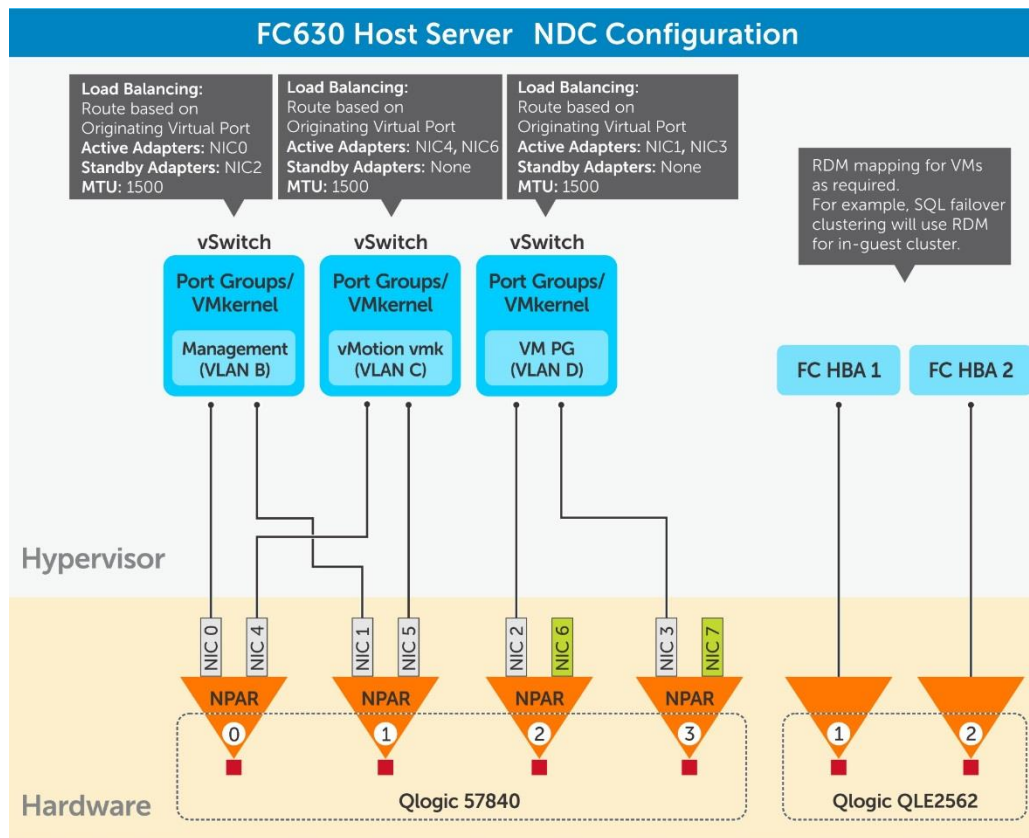 FC630 Host Server NDC Configuration
Load Balancing:
Route based on
Originating Virtual Port
Active Adapters: NIC0
Standby Adapters: NIC2
MTU: 1500
Load Balancing:
Route based on
Originating Virtual Port
Active Adapters: NIC4, NIC6
Standby Adapters: None
MTU: 1500
Load Balancing:
Route based on
Originating Virtual Port
Active Adapters: NIC1, NIC3
Standby Adapters: None
MTU: 1500
RDM mapping for VMs
as required.
For example, SQL failover
clustering will use RDM
for in-guest cluster.
vSwitch
Port Groups/
VMkernel
Management
(VLAN B)
vSwitch
Port Groups/
VMkernel
vMotion vmk
(VLAN C)
vSwitch
Port Groups/
VMkernel
VM PG
(VLAN D)
FC HBA 1
FC HBA 2
Hypervisor
NIC 0
NIC 4
NIC 1
NIC 5
NIC 2
NIC 6
NIC 3
NIC 7
NPAR
0
NPAR
1
NPAR
2
NPAR
3
1
2
Qlogic 57840
Qlogic QLE2562
Hardware